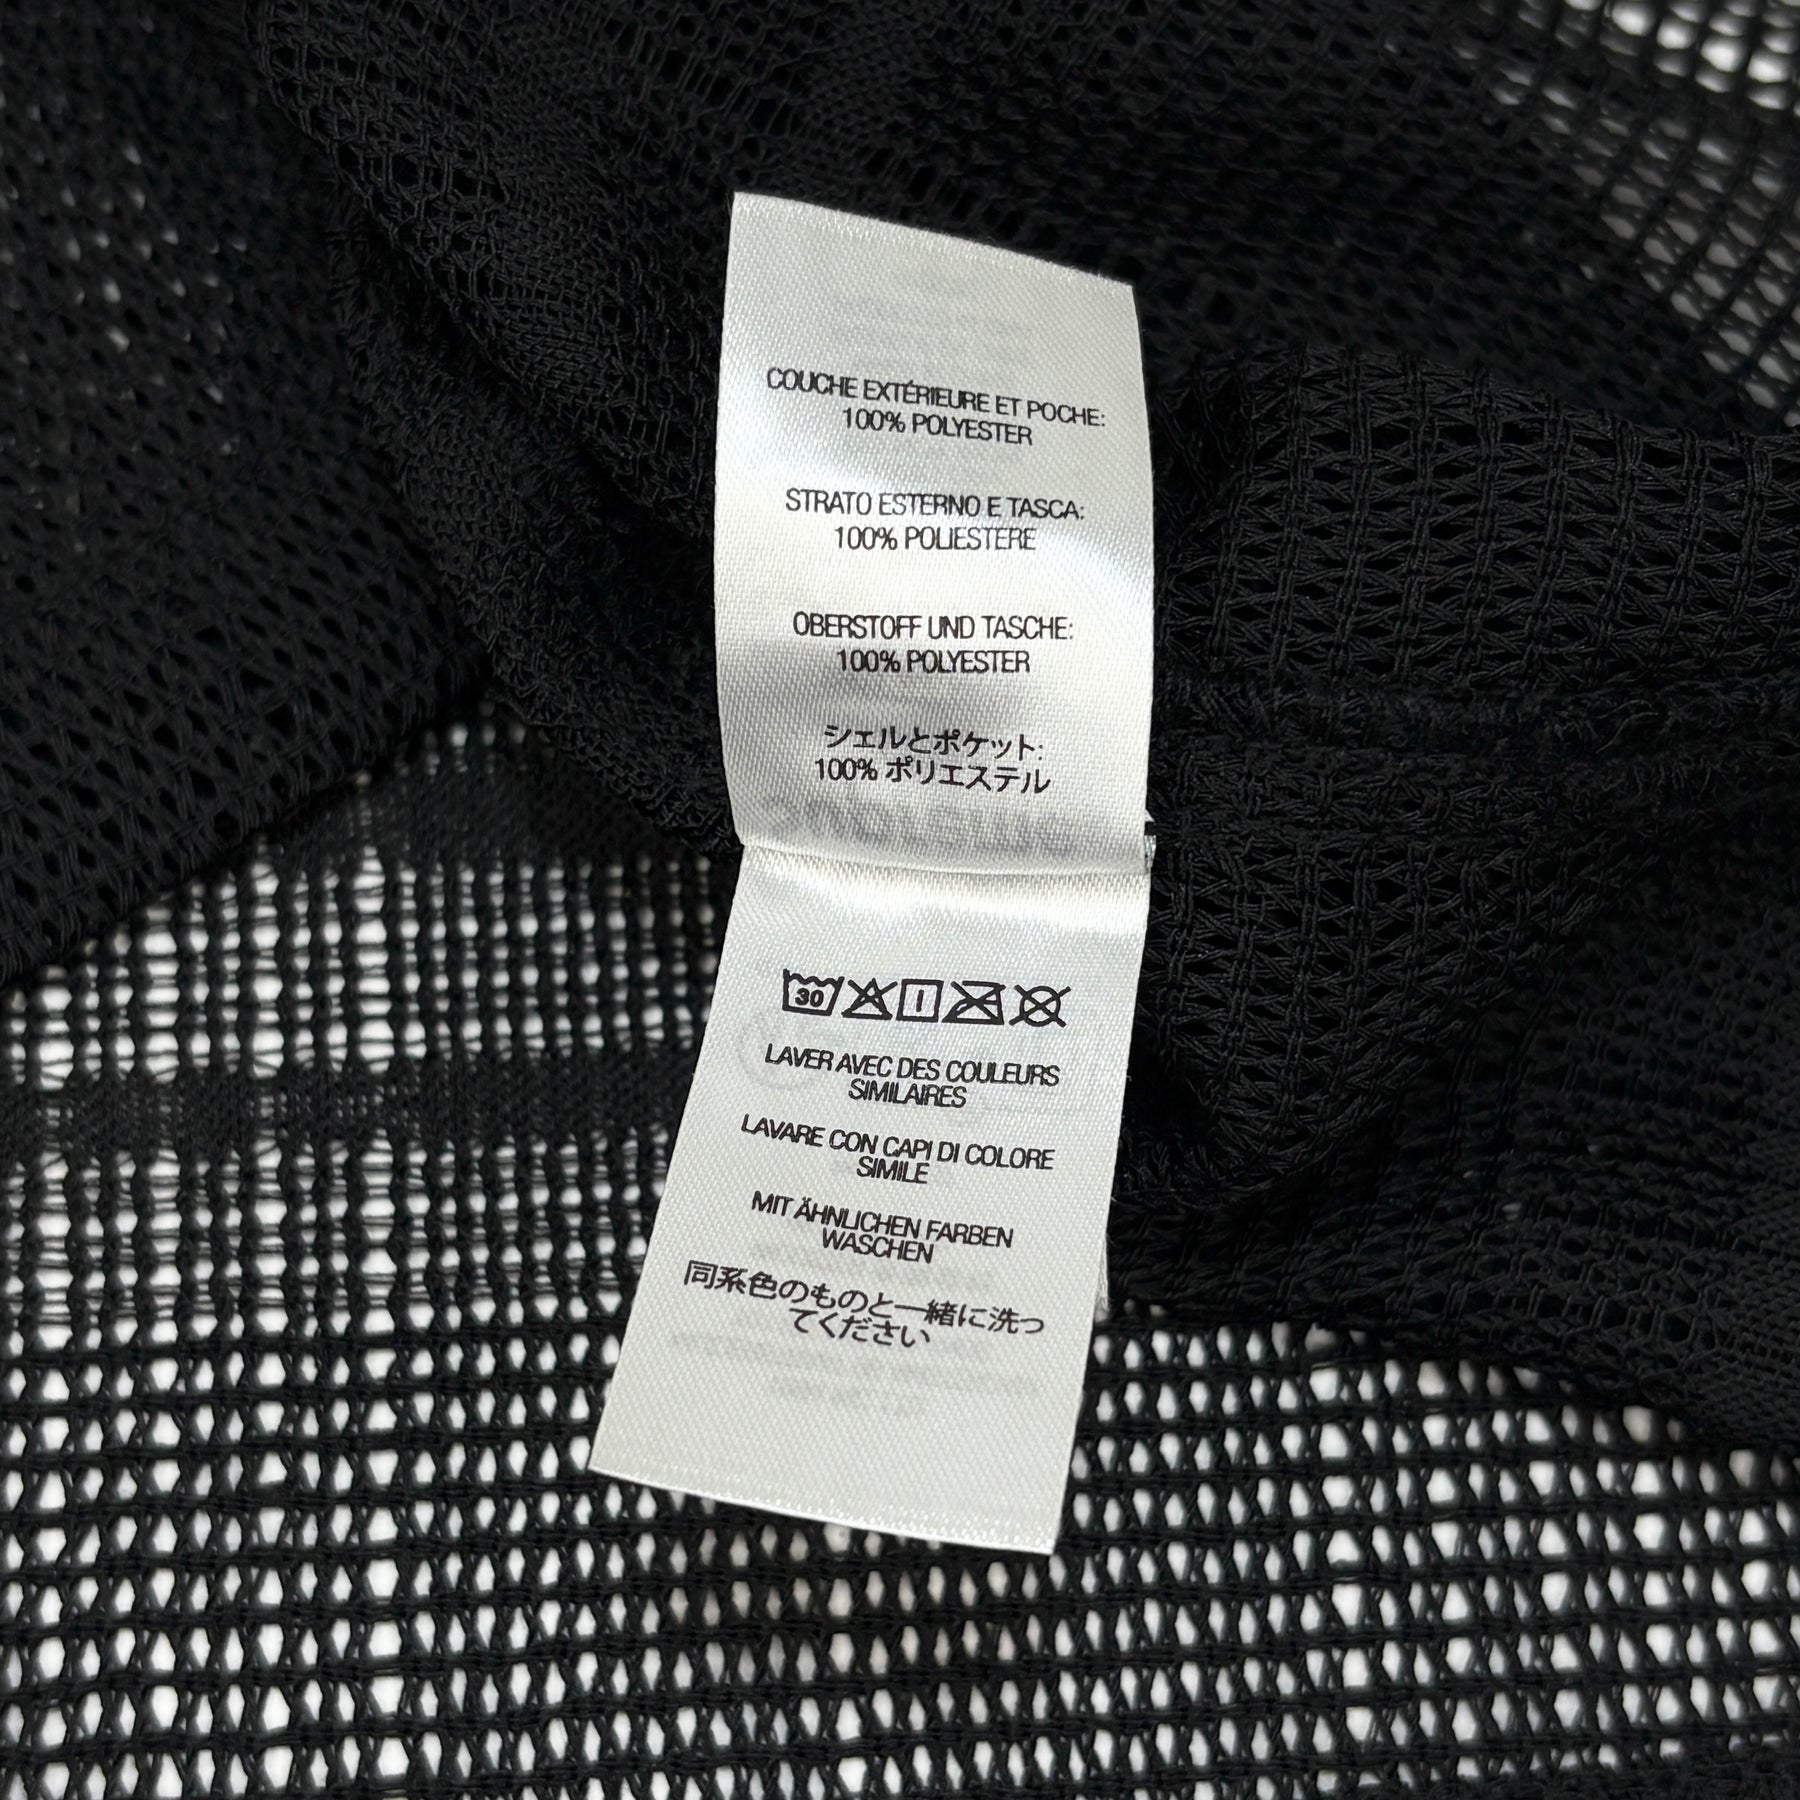 COUCHE EXTÉRIEURE ET POCHE:
100% POLYESTER
STRATO ESTERNO E TASCA:
100% POLIESTERE
OBERSTOFF UND TASCHE:
100% POLYESTER
シェルとポケット:
100% ポリエステル
30
LAVER AVEC DES COULEURS
SIMILAIRES
LAVARE CON CAPI DI COLORE
SIMILE
MIT ÄHNLICHEN FARBEN
WASCHEN
同系色のものと一緒に洗っ
てください